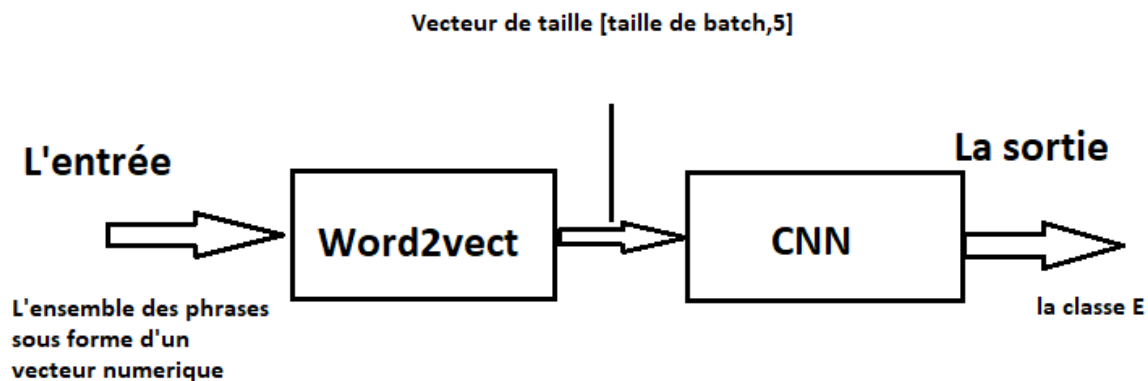 Vecteur de taille [taille de batch,5]
L'entrée
La sortie
Word2vect
CNN
L'ensemble des phrases
sous forme d'un
vecteur numerique
la classe E